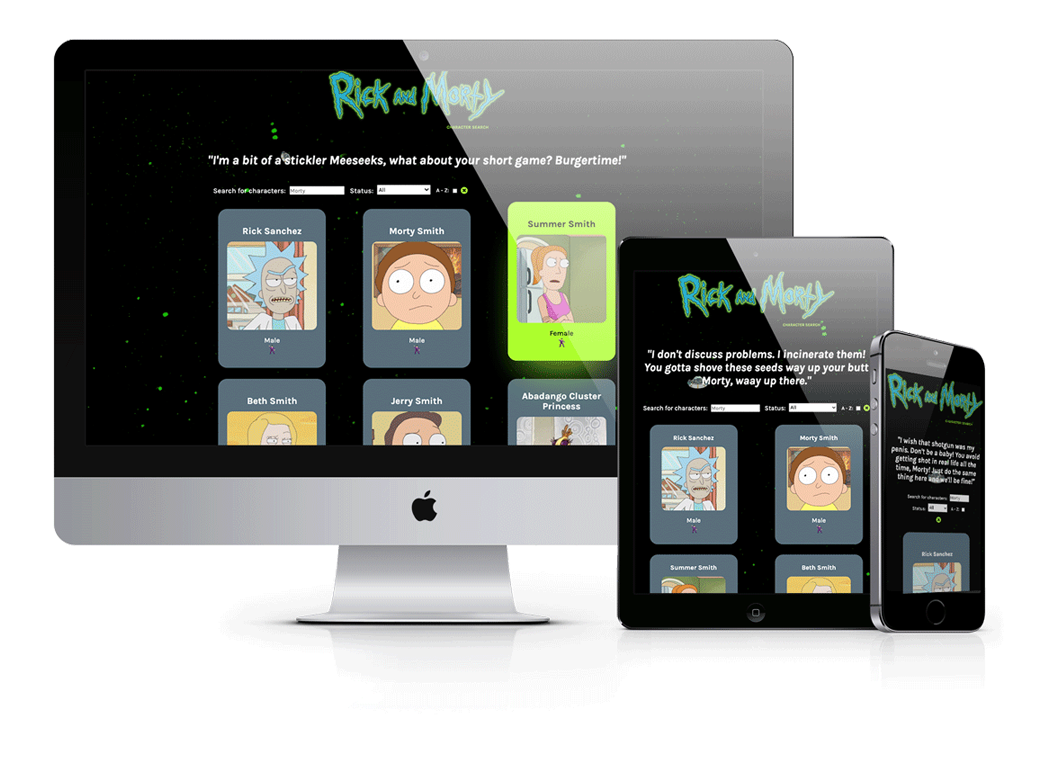 Rick and Morty
CHARACTER SEARCH
"I'm a bit of a stickler Meeseeks, what about your short game? Burgertime!"
Search for characters: Morty Status: All A - Z:
Rick Sanchez
Morty Smith
Summer Smith
Male
Male
Female
Beth Smith
Jerry Smith
Abadango Cluster
Princess
Rick and Morty
CHARACTER SEARCH
"I don't discuss problems. I incinerate them!
You gotta shove these seeds way up your butt
Morty, waay up there."
Search for characters: Morty Status: All A - Z:
Rick Sanchez
Morty Smith
Male
Male
Summer Smith
Beth Smith
Rick and Morty
CHARACTER SEARCH
"I wish that shotgun was my
penis. Don't be a baby! You avoid
getting shot in real life all the
time, Morty! Just do the same
thing here and we'll be fine!"
Search for characters: Morty
Status: All A - Z:
Rick Sanchez